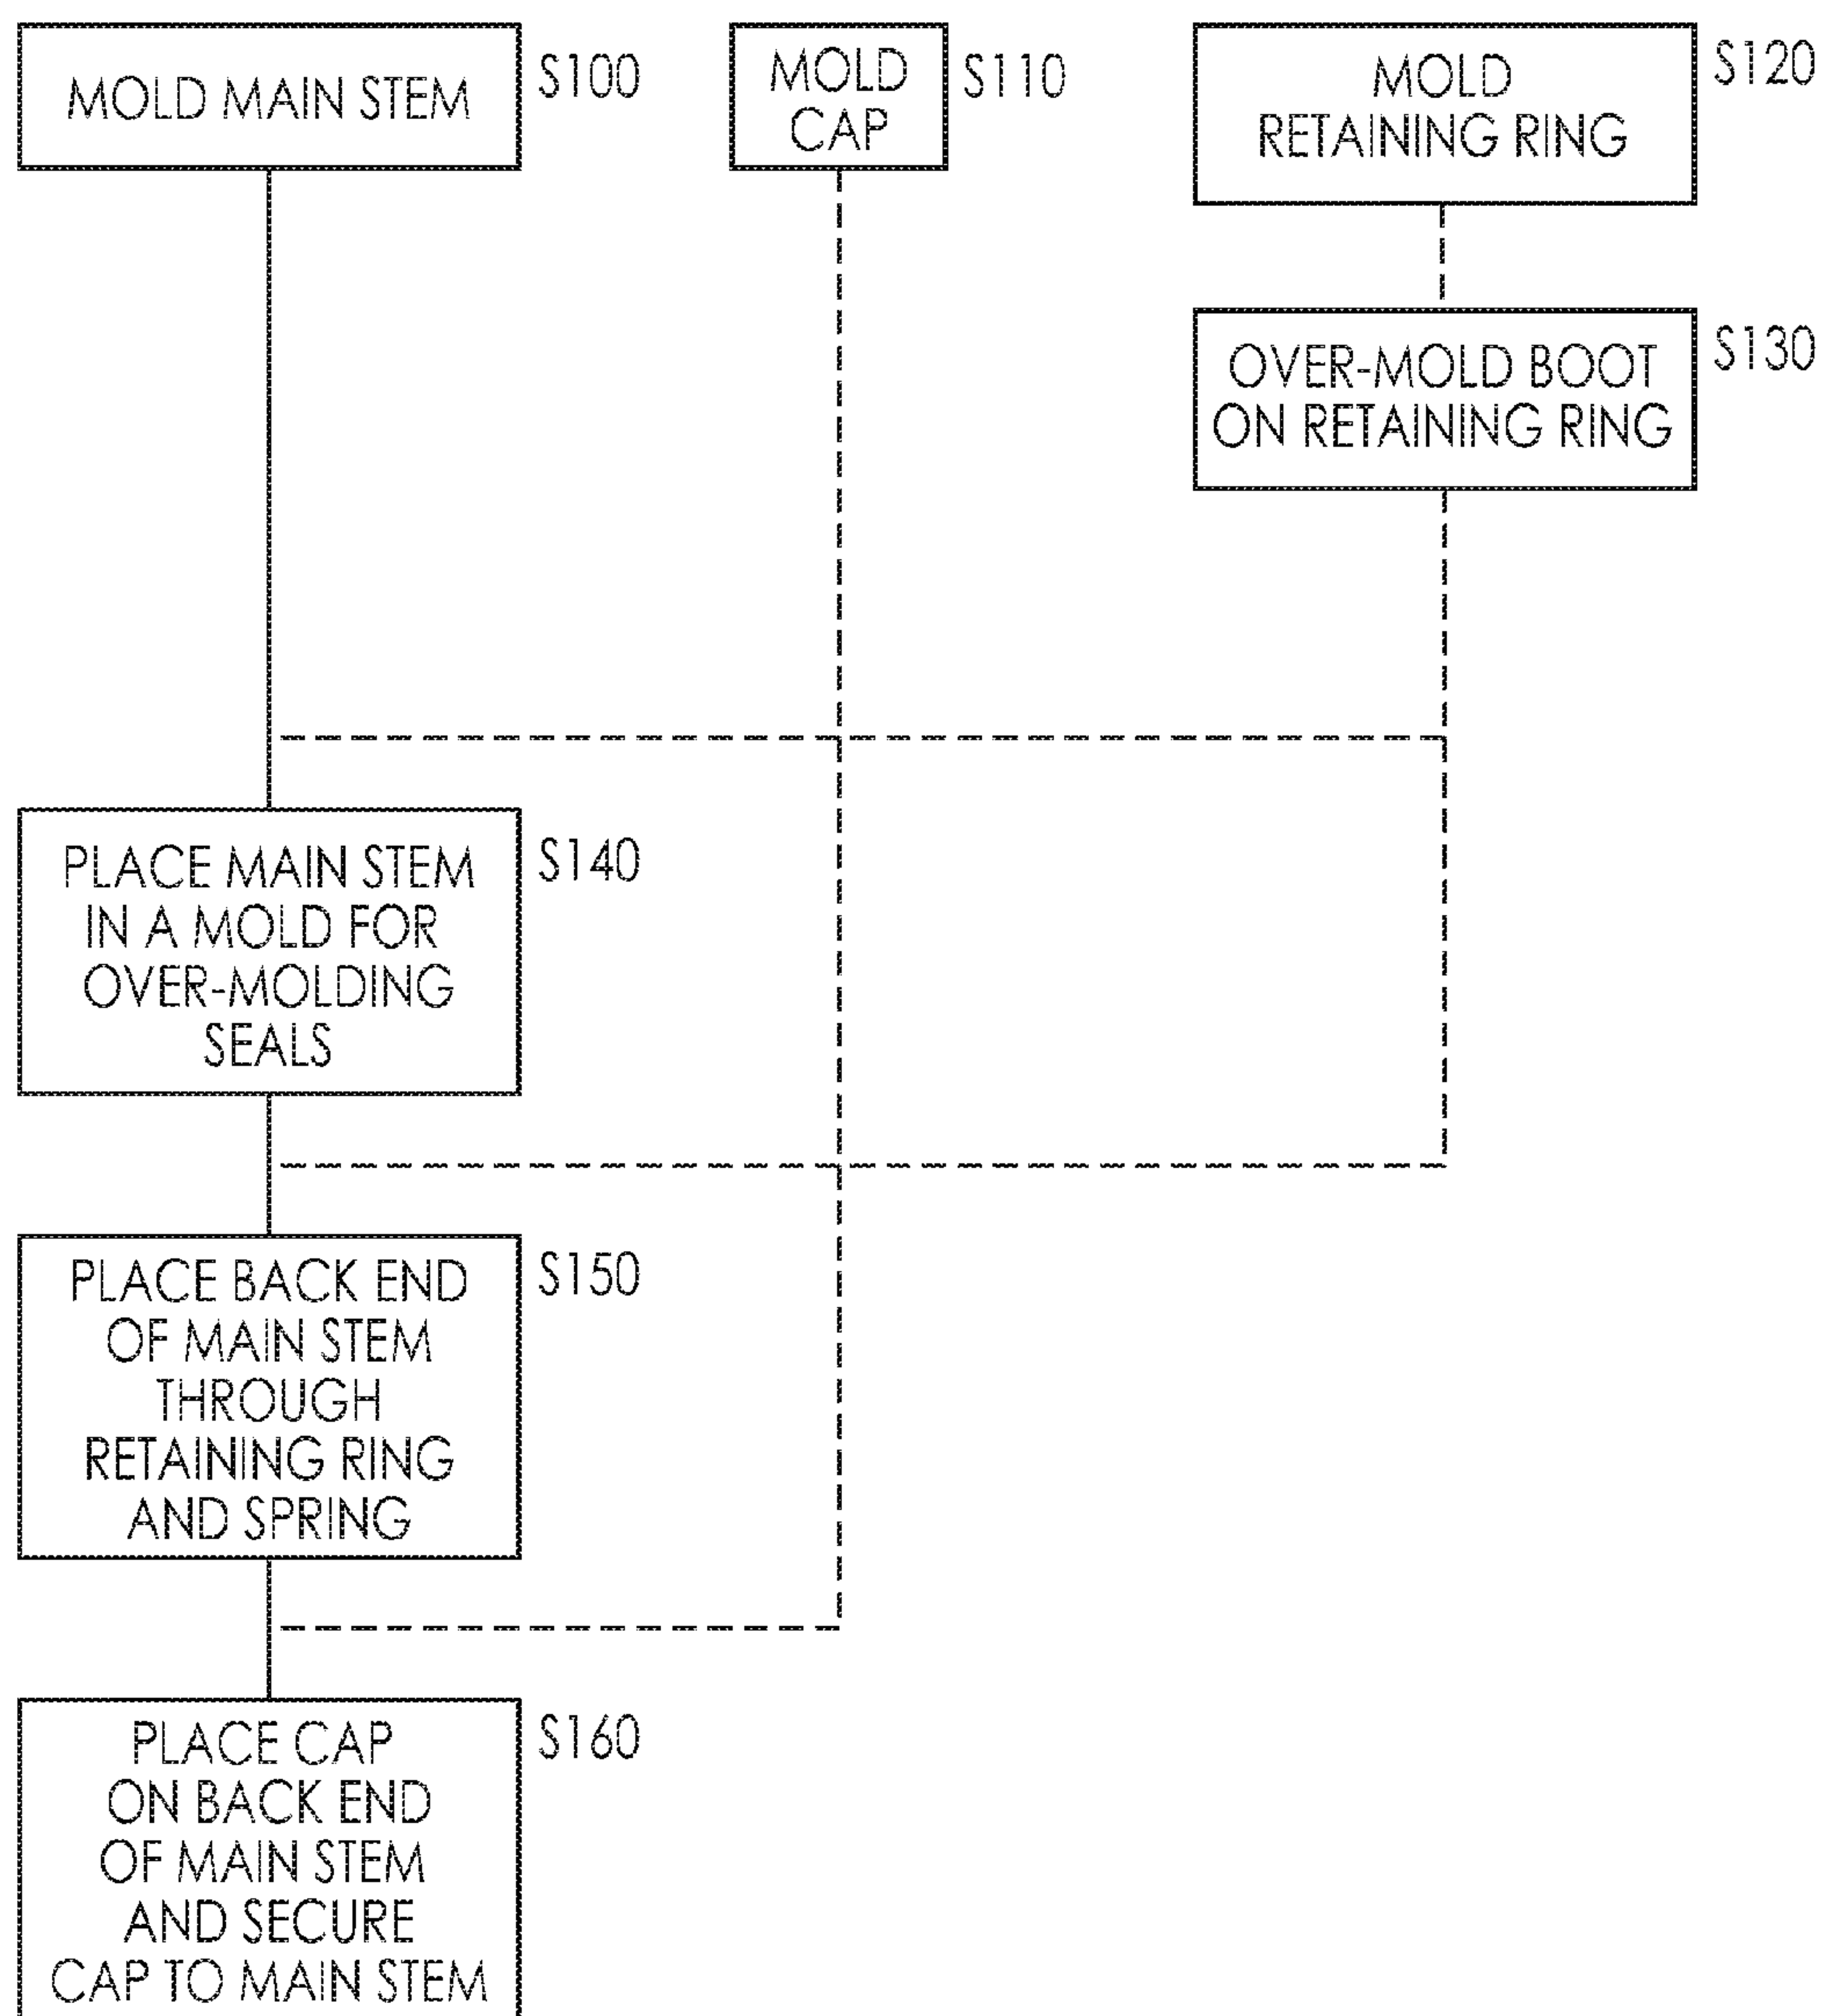 MOLD MAIN STEM
S100
MOLD
CAP
S110
MOLD
RETAINING RING
S120
OVER-MOLD BOOT
ON RETAINING RING
S130
PLACE MAIN STEM
IN A MOLD FOR
OVER-MOLDING
SEALS
S140
PLACE BACK END
OF MAIN STEM
THROUGH
RETAINING RING
AND SPRING
S150
PLACE CAP
ON BACK END
OF MAIN STEM
AND SECURE
CAP TO MAIN STEM
S160